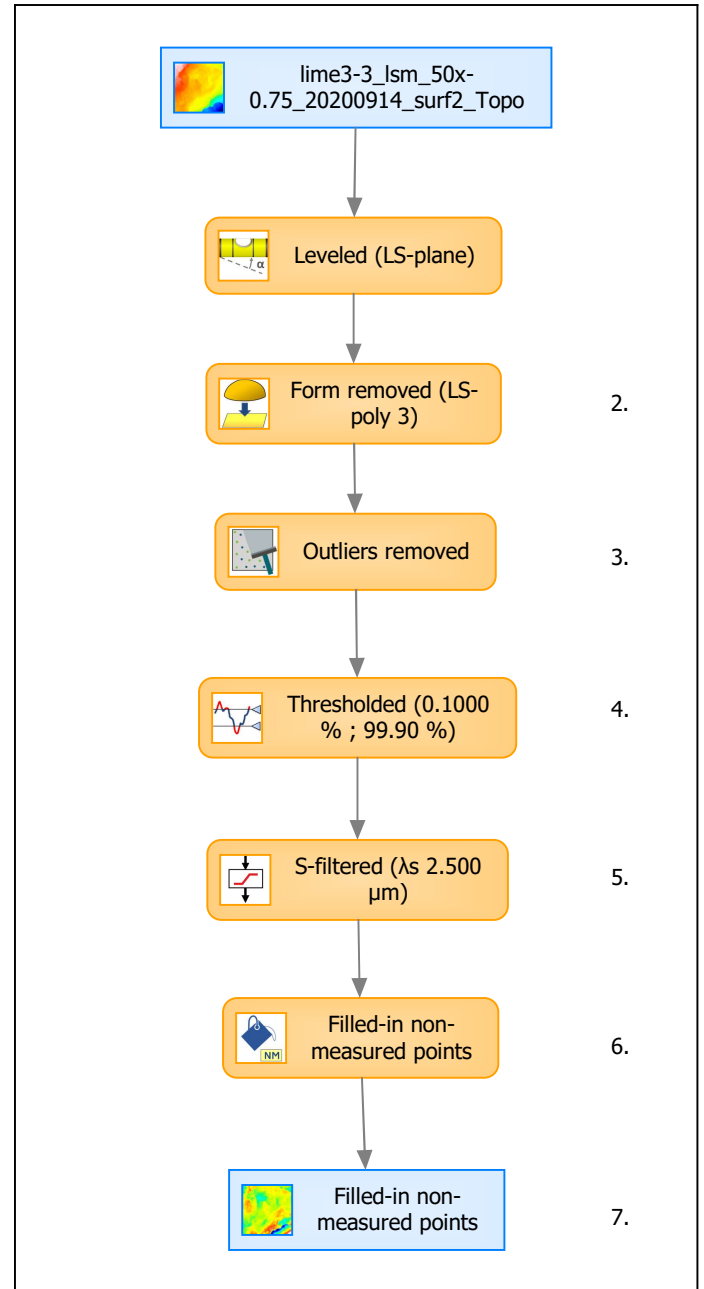 lime3-3_lsm_50x-
0.75_20200914_surf2_Topo
α
Leveled (LS-plane)
Form removed (LS-
poly 3)
2.
Outliers removed
3.
Thresholded (0.1000
% ; 99.90 %)
4.
S-filtered (λs 2.500
µm)
5.
Filled-in non-
measured points
NM
6.
Filled-in non-
measured points
7.